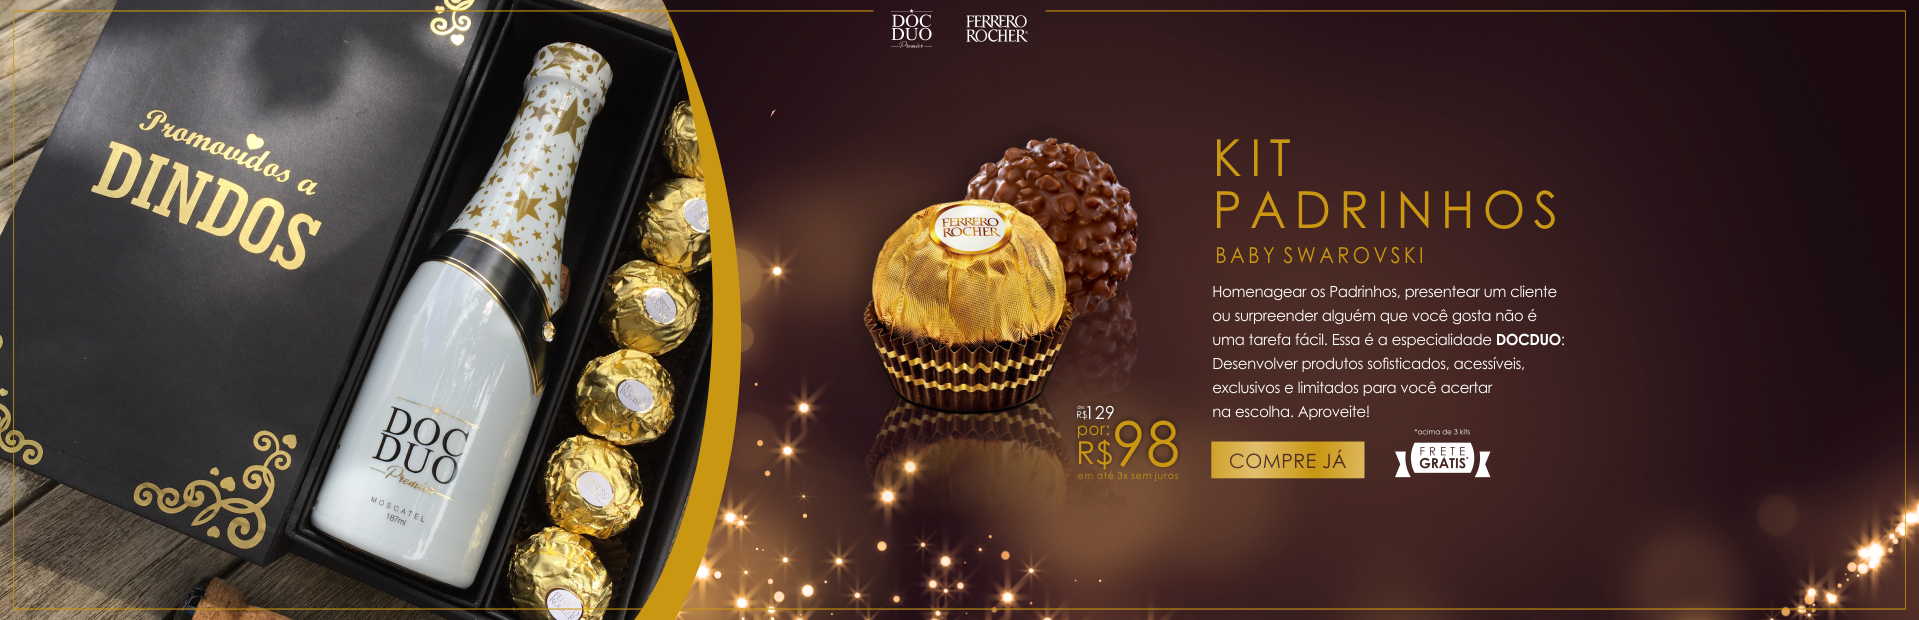 Promovidos a
DINDOS
DOC
DUO
Premier
MOSCATEL
187ml
DOC
DUO
Premier
FERRERO
ROCHER
FERRERO
ROCHER
KIT
PADRINHOS
BABY SWAROVSKI
Homenagear os Padrinhos, presentear um cliente
ou surpreender alguém que você gosta não é
uma tarefa fácil. Essa é a especialidade DOCDUO:
Desenvolver produtos sofisticados, acessíveis,
exclusivos e limitados para você acertar
na escolha. Aproveite!
de:
R$129
por:
R$98
em até 3x sem juros
COMPRE JÁ
*acima de 3 kits
FRETE
GRÁTIS*